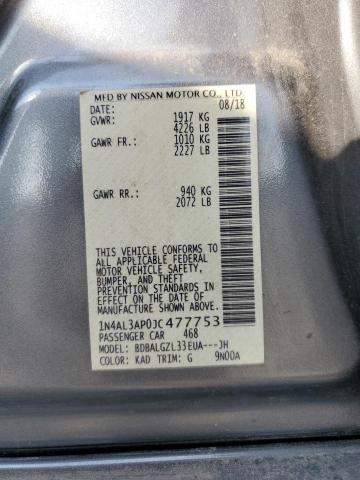 MFD BY NISSAN MOTOR CO., LTD.
DATE: 08/18
GVWR: 1917 KG
4226 LB
GAWR FR.: 1010 KG
2227 LB
GAWR RR.: 940 KG
2072 LB
THIS VEHICLE CONFORMS TO
ALL APPLICABLE FEDERAL
MOTOR VEHICLE SAFETY,
BUMPER, AND THEFT
PREVENTION STANDARDS IN
EFFECT ON THE DATE OF
MANUFACTURE SHOWN ABOVE.
1N4AL3AP0JC477753
PASSENGER CAR 468
MODEL: BDBALGZL33EUA---JH
COLOR: KAD TRIM: G 9N00A